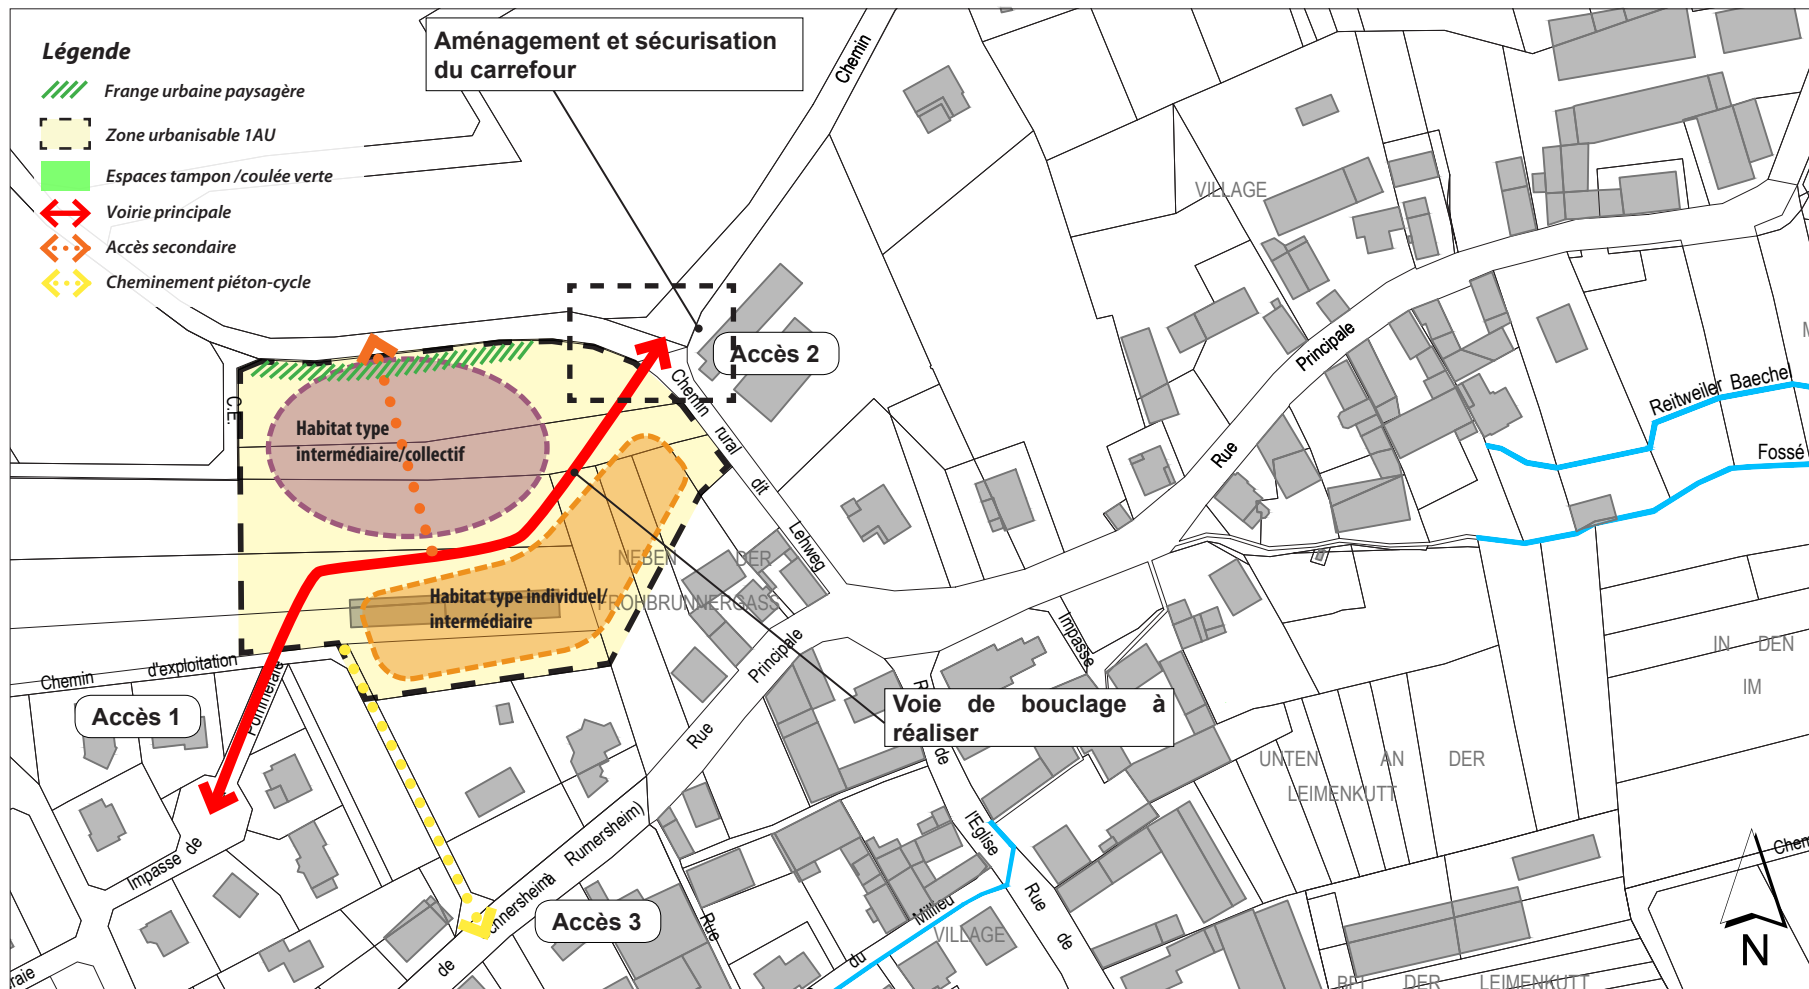 Légende
Frange urbaine paysagère
Zone urbanisable 1AU
Espaces tampon /coulée verte
Voirie principale
Accès secondaire
Cheminement piéton-cycle
Aménagement et sécurisation
du carrefour
Chemin
VILLAGE
Accès 2
Chemin
rural
dit
Lehweg
C.E.
Habitat type
intermédiaire/collectif
Habitat type individuel/
intermédiaire
NEBEN DER
FROHBRUNNERGASS
Rue
Principale
Reitweiler Baechel
Fossé
Chemin
d'exploitation
Accès 1
Impasse de
Rue
Principale
Impasse
Voie de bouclage à
réaliser
de
l'Eglise
Rue
de
IN DEN
IM
UNTEN AN DER
LEIMENKUTT
Rumersheim)
à
Accès 3
de
Rue
du
Millieu
VILLAGE
DER
LEIMENKUTT
N